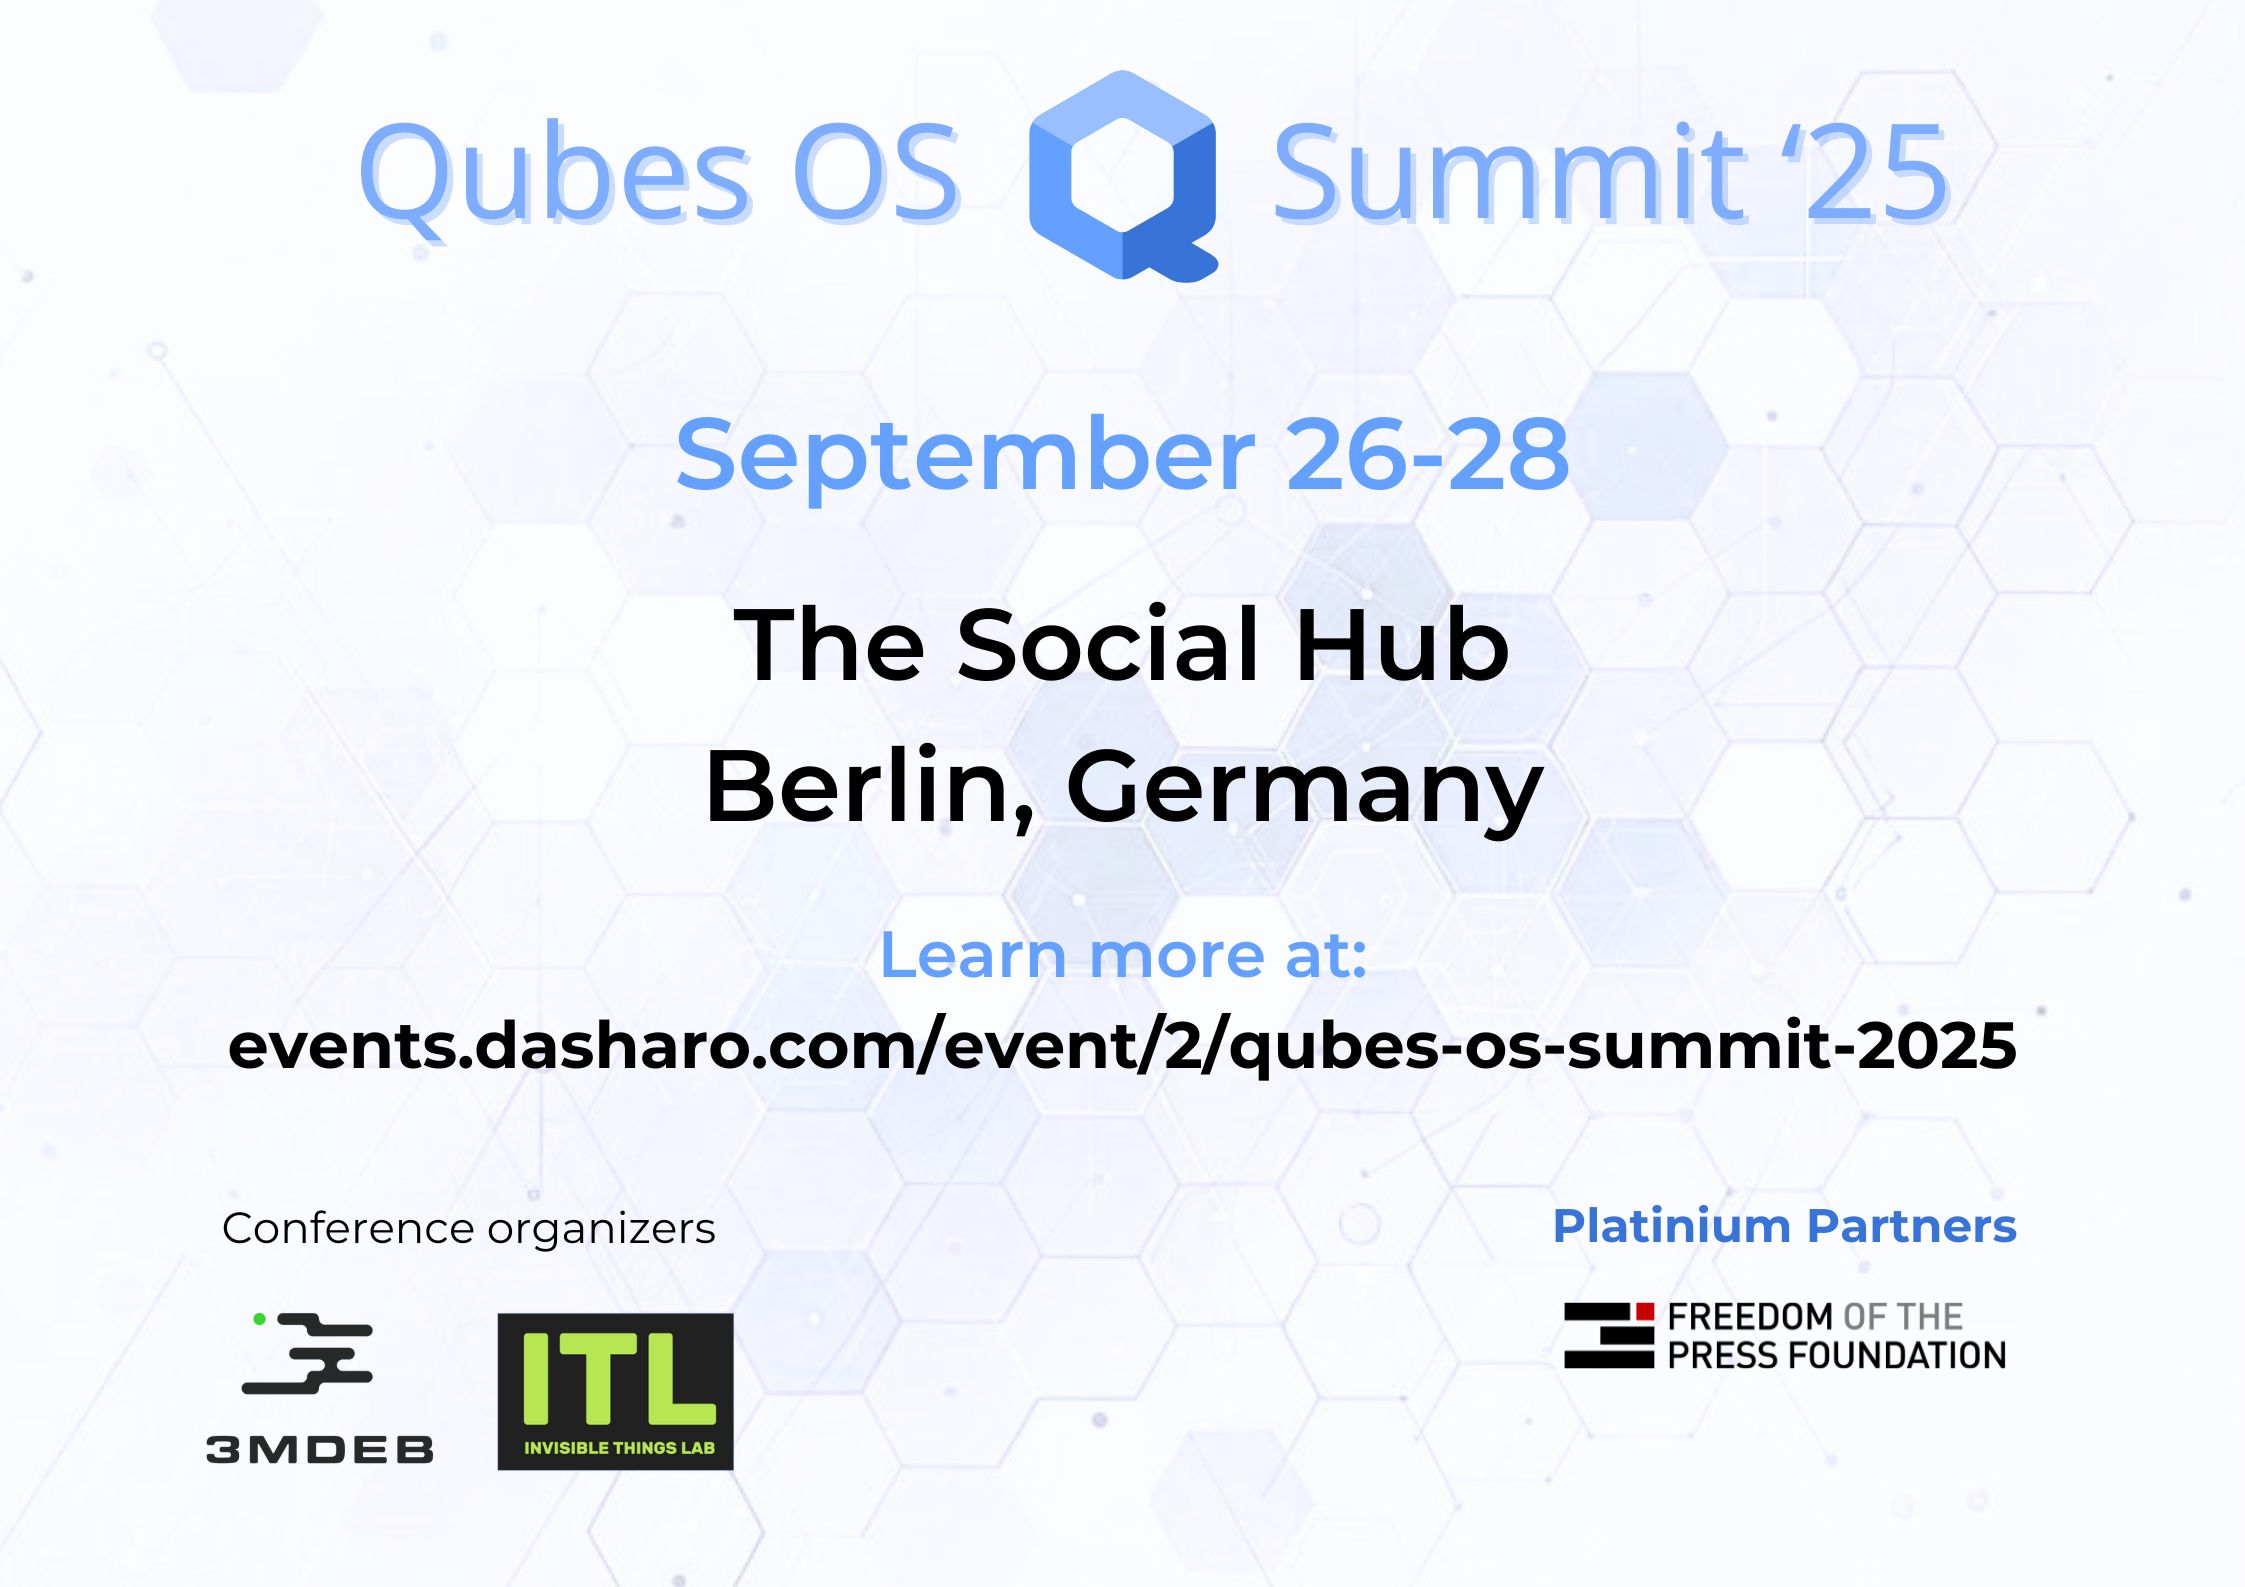 Qubes OS Summit ‘25
September 26-28
The Social Hub
Berlin, Germany
Learn more at:
events.dasharo.com/event/2/qubes-os-summit-2025
Conference organizers
3MDEB
ITL
INVISIBLE THINGS LAB
Platinium Partners
FREEDOM OF THE
PRESS FOUNDATION